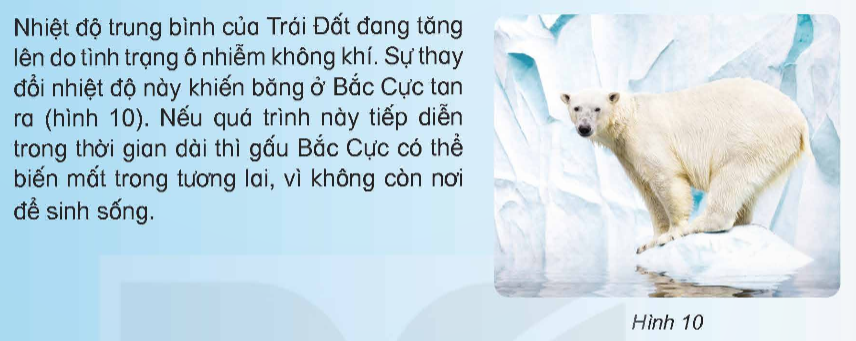 Nhiệt độ trung bình của Trái Đất đang tăng
lên do tình trạng ô nhiễm không khí. Sự thay
đổi nhiệt độ này khiến băng ở Bắc Cực tan
ra (hình 10). Nếu quá trình này tiếp diễn
trong thời gian dài thì gấu Bắc Cực có thể
biến mất trong tương lai, vì không còn nơi
để sinh sống.
Hình 10